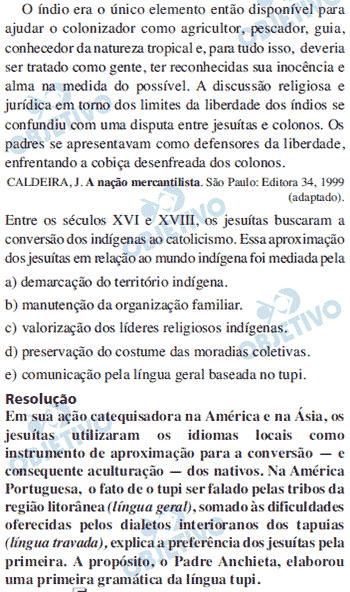 O índio era o único elemento então disponível para
ajudar o colonizador como agricultor, pescador, guia,
conhecedor da natureza tropical e, para tudo isso, deveria
ser tratado como gente, ter reconhecidas sua inocência e
alma na medida do possível. A discussão religiosa e
jurídica em torno dos limites da liberdade dos índios se
confundiu com uma disputa entre jesuítas e colonos. Os
padres se apresentavam como defensores da liberdade,
enfrentando a cobiça desenfreada dos colonos.
CALDEIRA, J. A nação mercantilista. São Paulo: Editora 34, 1999
(adaptado).
Entre os séculos XVI e XVIII, os jesuítas buscaram a
conversão dos indígenas ao catolicismo. Essa aproximação
dos jesuítas em relação ao mundo indígena foi mediada pela
a) demarcação do território indígena.
b) manutenção da organização familiar.
c) valorização dos líderes religiosos indígenas.
d) preservação do costume das moradias coletivas.
e) comunicação pela língua geral baseada no tupi.
Resolução
Em sua ação catequisadora na América e na Ásia, os
jesuítas utilizaram os idiomas locais como
instrumento de aproximação para a conversão — e
consequente aculturação — dos nativos. Na América
Portuguesa, o fato de o tupi ser falado pelas tribos da
região litorânea (língua geral), somado às dificuldades
oferecidas pelos dialetos interioranos dos tapuias
(língua travada), explica a preferência dos jesuítas pela
primeira. A propósito, o Padre Anchieta, elaborou
uma primeira gramática da língua tupi.
OBJETIVO
OBJETIVO
OBJETIVO
OBJETIVO
OBJETIVO
OBJETIVO